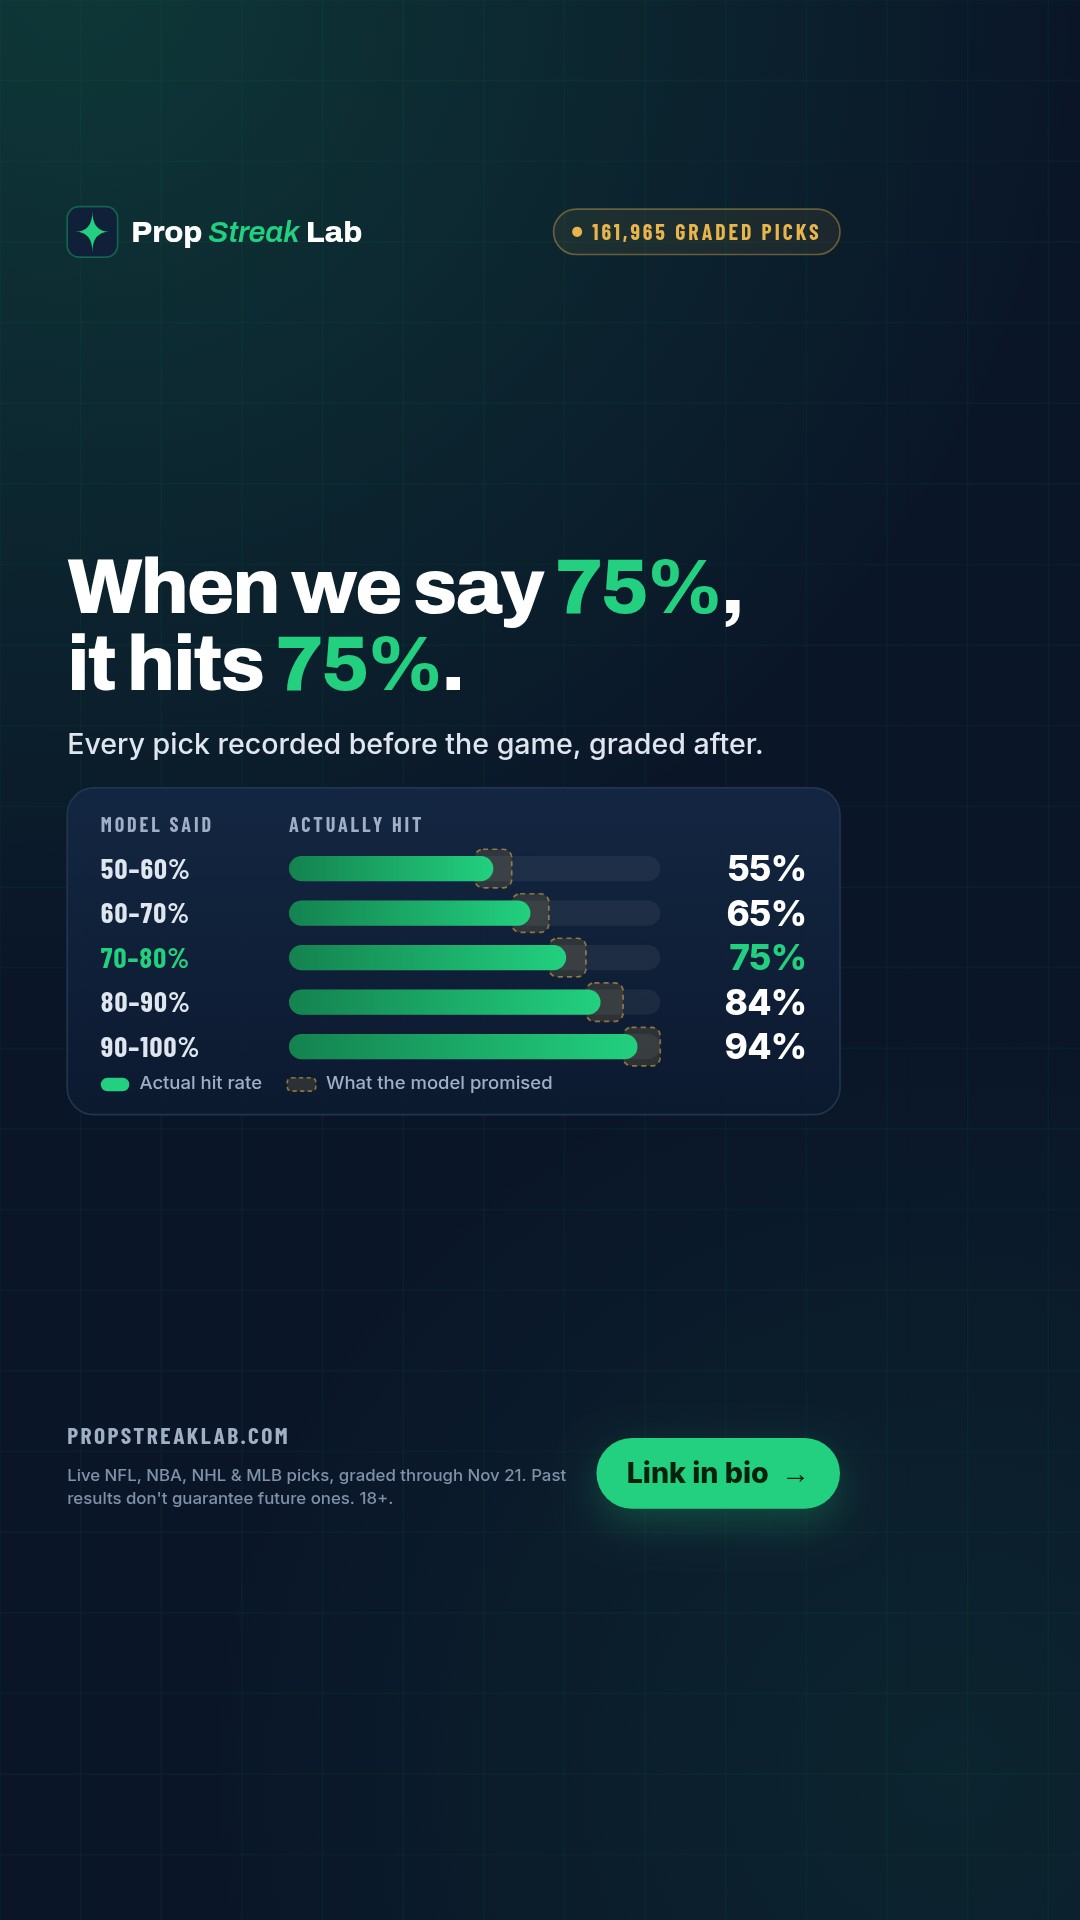 Prop Streak Lab
161,965 GRADED PICKS
When we say 75%,
it hits 75%.
Every pick recorded before the game, graded after.
MODEL SAID ACTUALLY HIT
50–60% 55%
60–70% 65%
70–80% 75%
80–90% 84%
90–100% 94%
Actual hit rate What the model promised
PROPSTREAKLAB.COM
Live NFL, NBA, NHL & MLB picks, graded through Nov 21. Past
results don't guarantee future ones. 18+.
Link in bio →